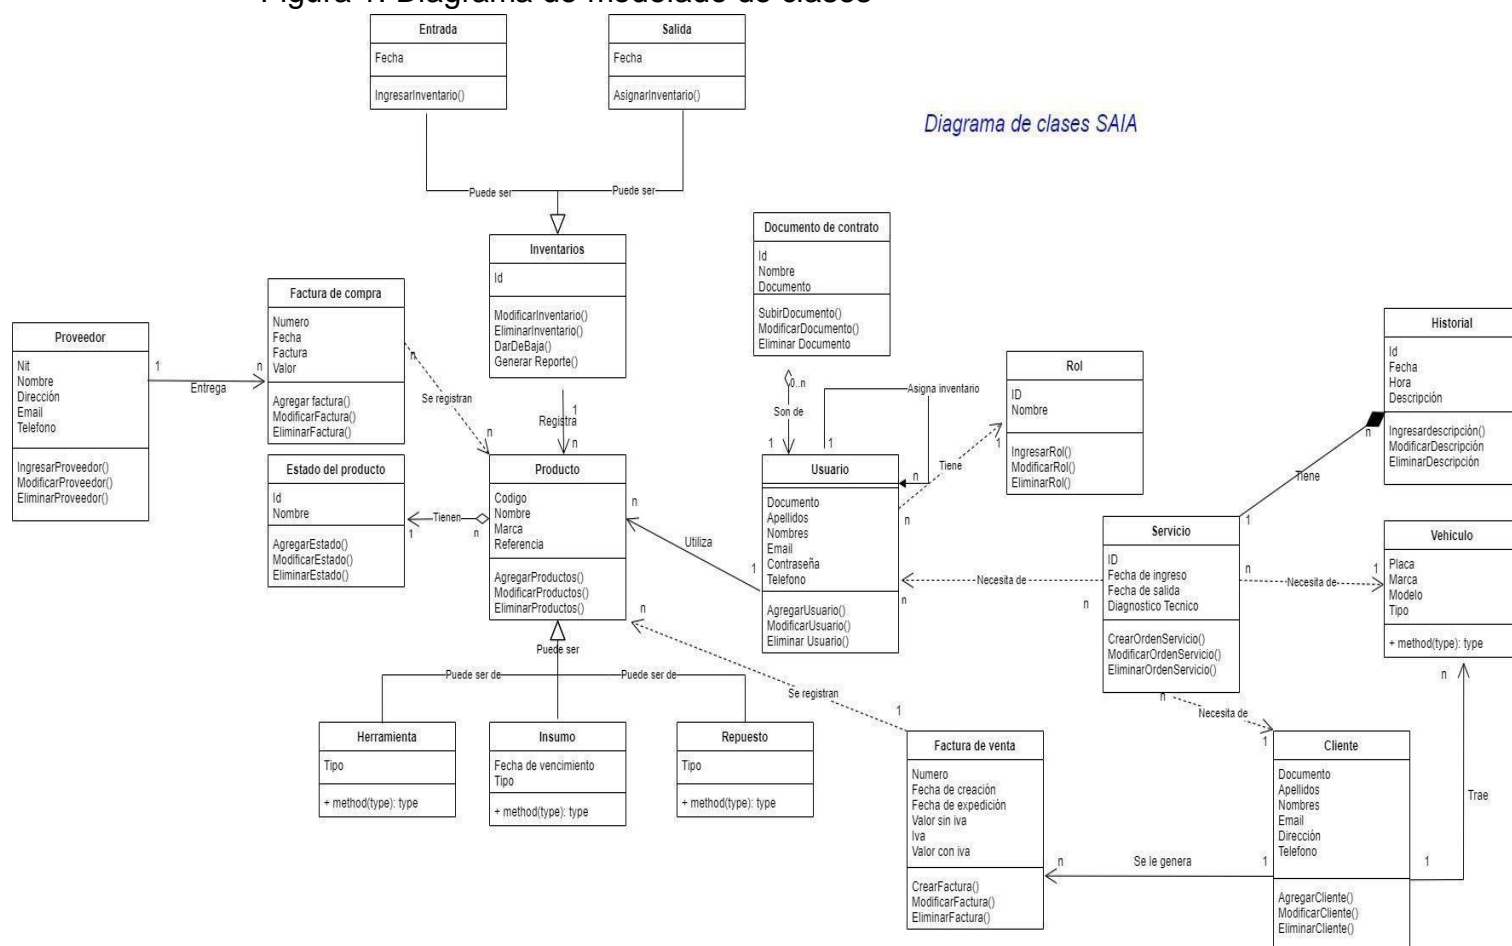 Figura 1. Diagrama de modelado de clases
Entrada
Fecha
IngresarInventario()
Salida
Fecha
AsignarInventario()
Diagrama de clases SAIA
Puede ser
Puede ser
Inventarios
Id
ModificarInventario()
EliminarInventario()
DarDeBaja()
Generar Reporte()
Documento de contrato
Id
Nombre
Documento
SubirDocumento()
ModificarDocumento()
Eliminar Documento
Factura de compra
Numero
Fecha
Factura
Valor
Agregar factura()
ModificarFactura()
EliminarFactura()
Proveedor
Nit
Nombre
Dirección
Email
Telefono
IngresarProveedor()
ModificarProveedor()
EliminarProveedor()
1
n
Entrega
n
Se registran
n
1
Registra
n
0..n
Son de
1
1
Asigna inventario
n
Rol
ID
Nombre
IngresarRol()
ModificarRol()
EliminarRol()
1
Tiene
n
Historial
Id
Fecha
Hora
Descripción
Ingresardescripción()
ModificarDescripción
EliminarDescripción
n
Tiene
1
Estado del producto
Id
Nombre
AgregarEstado()
ModificarEstado()
EliminarEstado()
Tienen
1
n
Producto
Codigo
Nombre
Marca
Referencia
AgregarProductos()
ModificarProductos()
EliminarProductos()
n
Utiliza
1
Usuario
Documento
Apellidos
Nombres
Email
Contraseña
Telefono
AgregarUsuario()
ModificarUsuario()
Eliminar Usuario()
Necesita de
n
n
Servicio
ID
Fecha de ingreso
Fecha de salida
Diagnostico Tecnico
CrearOrdenServicio()
ModificarOrdenServicio()
EliminarOrdenServicio()
n
Necesita de
1
Vehiculo
Placa
Marca
Modelo
Tipo
+ method(type): type
n
Puede ser
Puede ser de
Puede ser de
Herramienta
Tipo
+ method(type): type
Insumo
Fecha de vencimiento
Tipo
+ method(type): type
Repuesto
Tipo
+ method(type): type
n
Se registran
1
Factura de venta
Numero
Fecha de creación
Fecha de expedición
Valor sin iva
Iva
Valor con iva
CrearFactura()
ModificarFactura()
EliminarFactura()
n
Necesita de
1
Cliente
Documento
Apellidos
Nombres
Email
Dirección
Telefono
AgregarCliente()
ModificarCliente()
EliminarCliente()
n
Se le genera
1
1
Trae